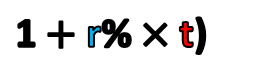 1 + r% × t)